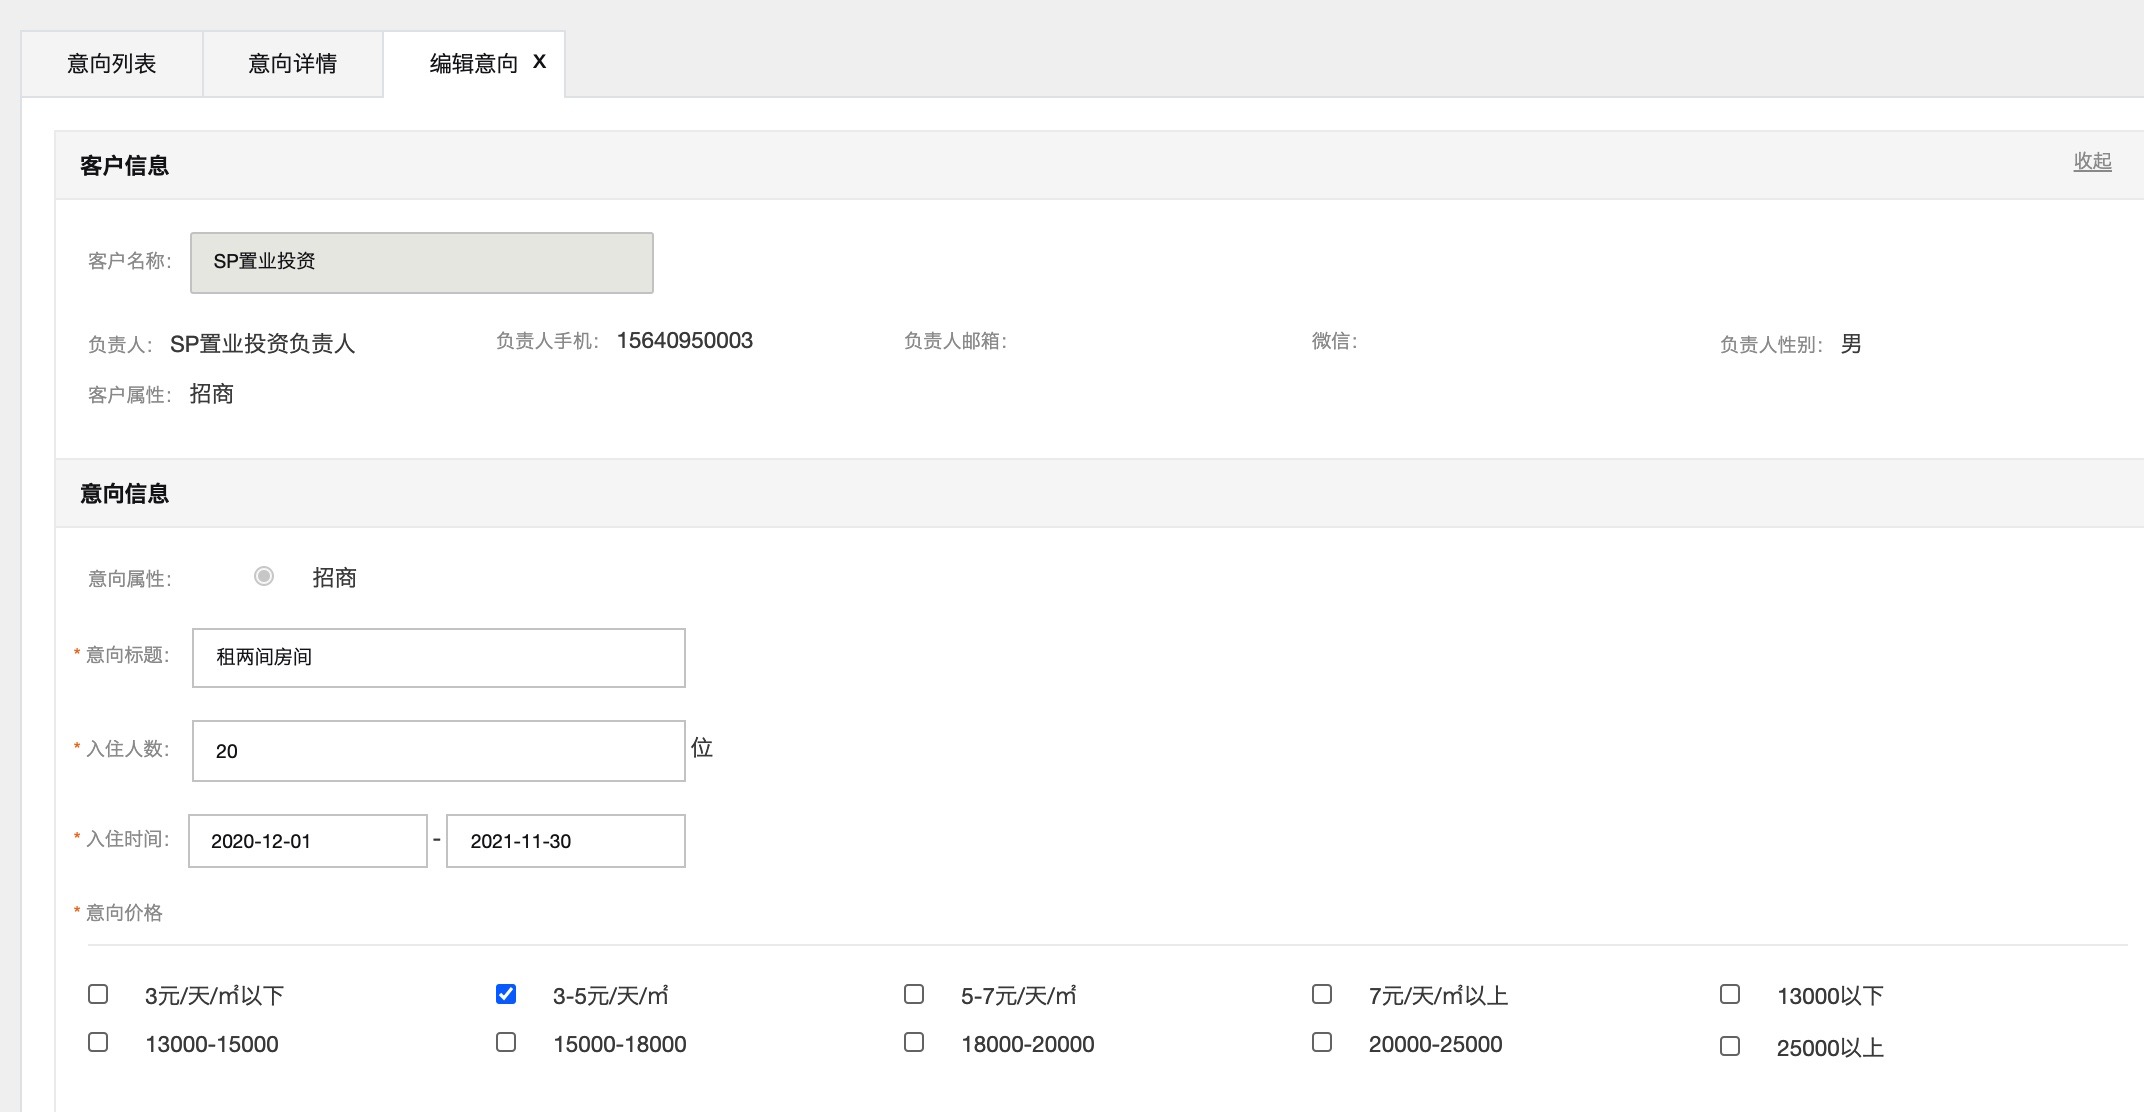 意向列表 意向详情 编辑意向 X
客户信息 收起
客户名称： SP置业投资
负责人： SP置业投资负责人 负责人手机： 15640950003 负责人邮箱： 微信： 负责人性别： 男
客户属性： 招商
意向信息
意向属性： 招商
* 意向标题： 租两间房间
* 入住人数： 20 位
* 入住时间： 2020-12-01 - 2021-11-30
* 意向价格
3元/天/㎡以下 3-5元/天/㎡ 5-7元/天/㎡ 7元/天/㎡以上 13000以下
13000-15000 15000-18000 18000-20000 20000-25000 25000以上